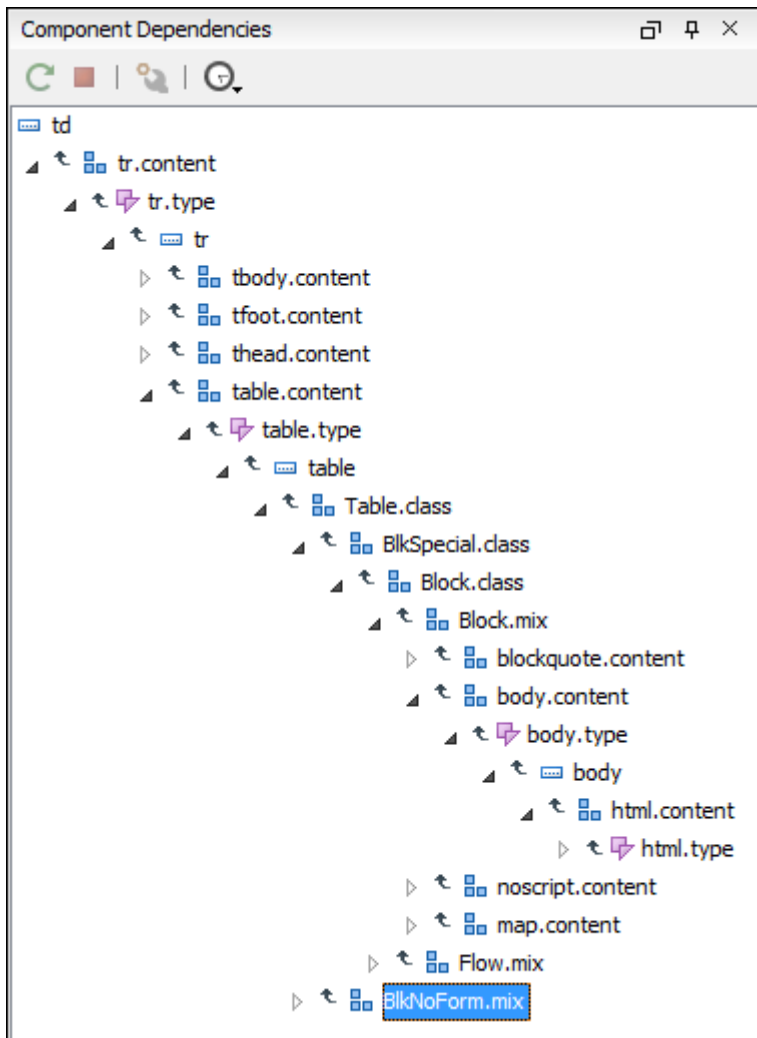 Component Dependencies
td
tr.content
tr.type
tr
tbody.content
tfoot.content
thead.content
table.content
table.type
table
Table.class
BlkSpecial.class
Block.class
Block.mix
blockquote.content
body.content
body.type
body
html.content
html.type
noscript.content
map.content
Flow.mix
BlkNoForm.mix